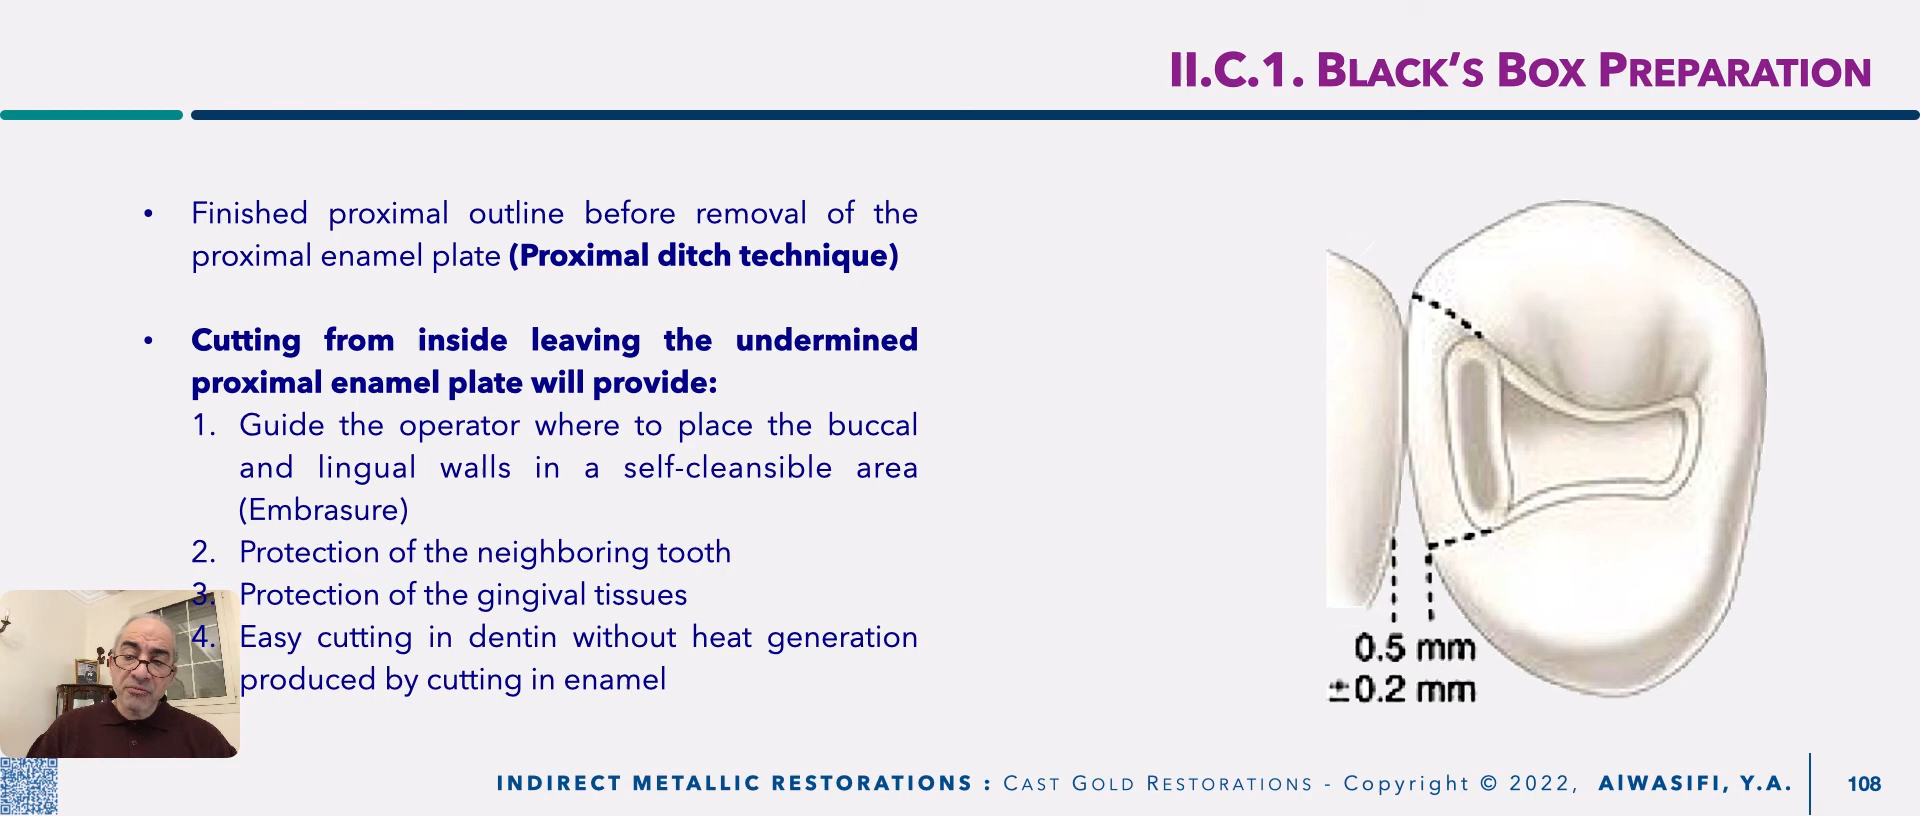 II.C.1. BLACK'S BOX PREPARATION
• Finished proximal outline before removal of the
proximal enamel plate (Proximal ditch technique)
• Cutting from inside leaving the undermined
proximal enamel plate will provide:
1. Guide the operator where to place the buccal
and lingual walls in a self-cleansible area
(Embrasure)
2. Protection of the neighboring tooth
3. Protection of the gingival tissues
4. Easy cutting in dentin without heat generation
produced by cutting in enamel
0.5 mm
±0.2 mm
INDIRECT METALLIC RESTORATIONS : CAST GOLD RESTORATIONS - Copyright © 2022, AlWASIFI, Y.A. 108